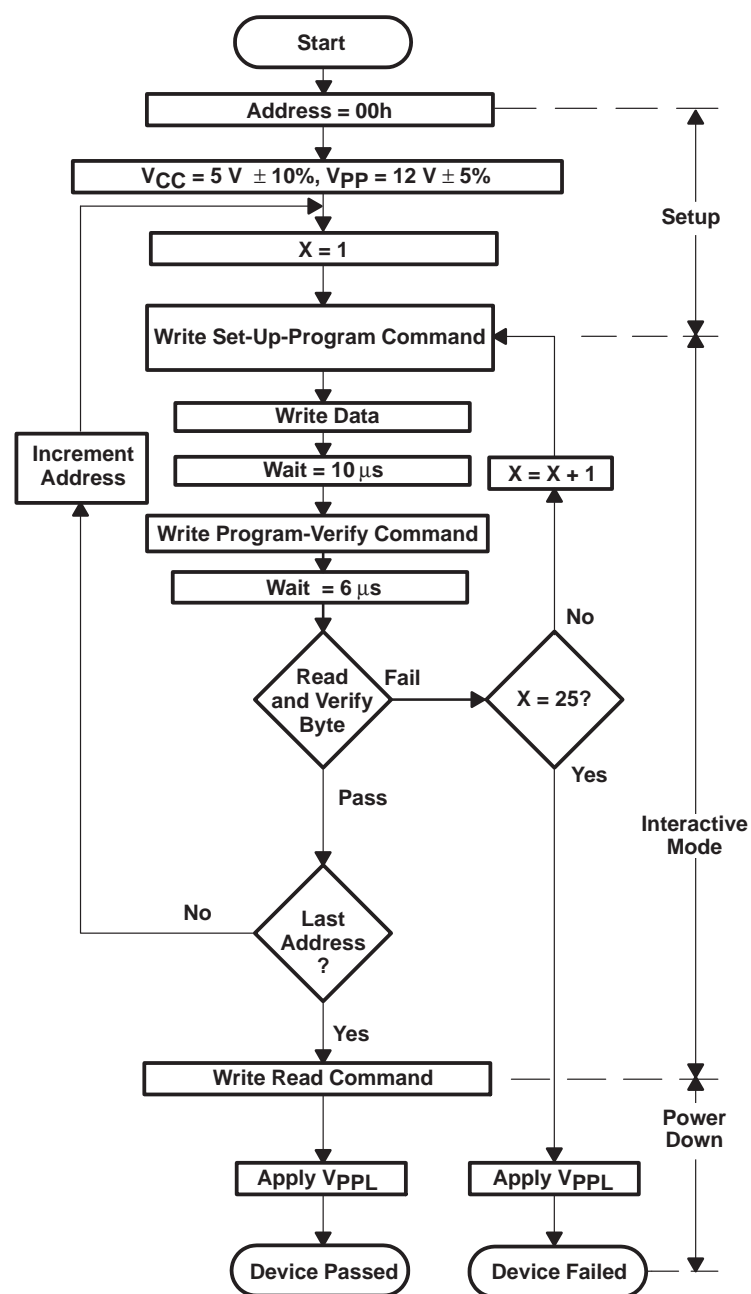 Start
Address = 00h
VCC = 5 V ± 10%, VPP = 12 V ± 5%
Setup
X = 1
Write Set-Up-Program Command
Write Data
Increment
Address
Wait = 10 µs
X = X + 1
Write Program-Verify Command
Wait = 6 µs
No
Read
and Verify
Byte
Fail
X = 25?
Yes
Pass
Interactive
Mode
No
Last
Address
?
Yes
Write Read Command
Power
Down
Apply VPPL
Apply VPPL
Device Passed
Device Failed